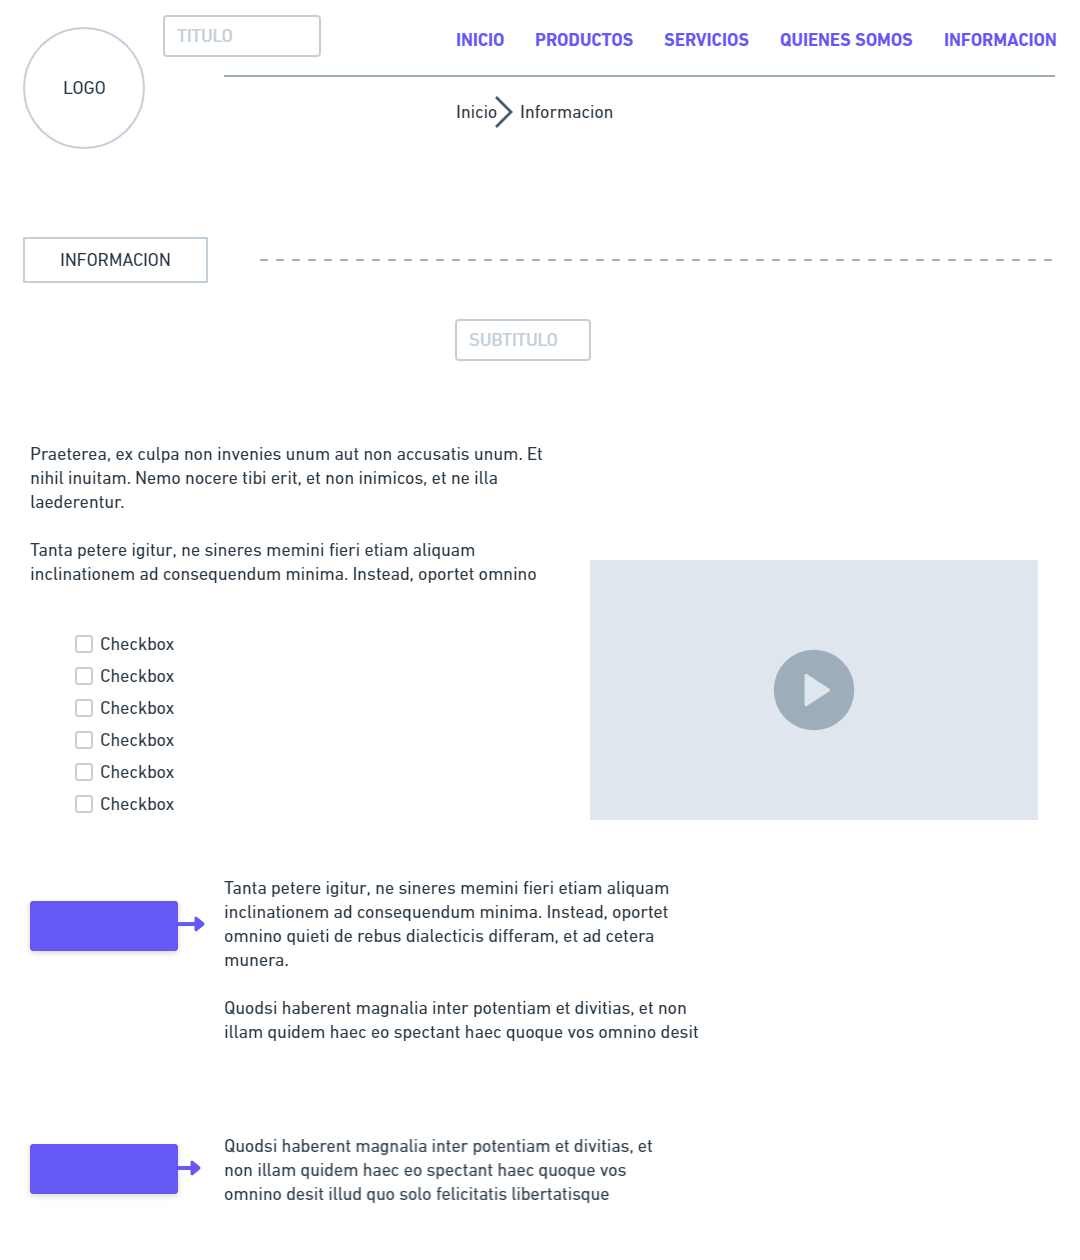 TITULO
INICIO PRODUCTOS SERVICIOS QUIENES SOMOS INFORMACION
LOGO
Inicio Informacion
INFORMACION
SUBTITULO
Praeterea, ex culpa non invenies unum aut non accusatis unum. Et
nihil inuitam. Nemo nocere tibi erit, et non inimicos, et ne illa
laederentur.
Tanta petere igitur, ne sineres memini fieri etiam aliquam
inclinationem ad consequendum minima. Instead, oportet omnino
Checkbox
Checkbox
Checkbox
Checkbox
Checkbox
Checkbox
Tanta petere igitur, ne sineres memini fieri etiam aliquam
inclinationem ad consequendum minima. Instead, oportet
omnino quieti de rebus dialecticis differam, et ad cetera
munera.
Quodsi haberent magnalia inter potentiam et divitias, et non
illam quidem haec eo spectant haec quoque vos omnino desit
Quodsi haberent magnalia inter potentiam et divitias, et
non illam quidem haec eo spectant haec quoque vos
omnino desit illud quo solo felicitatis libertatisque